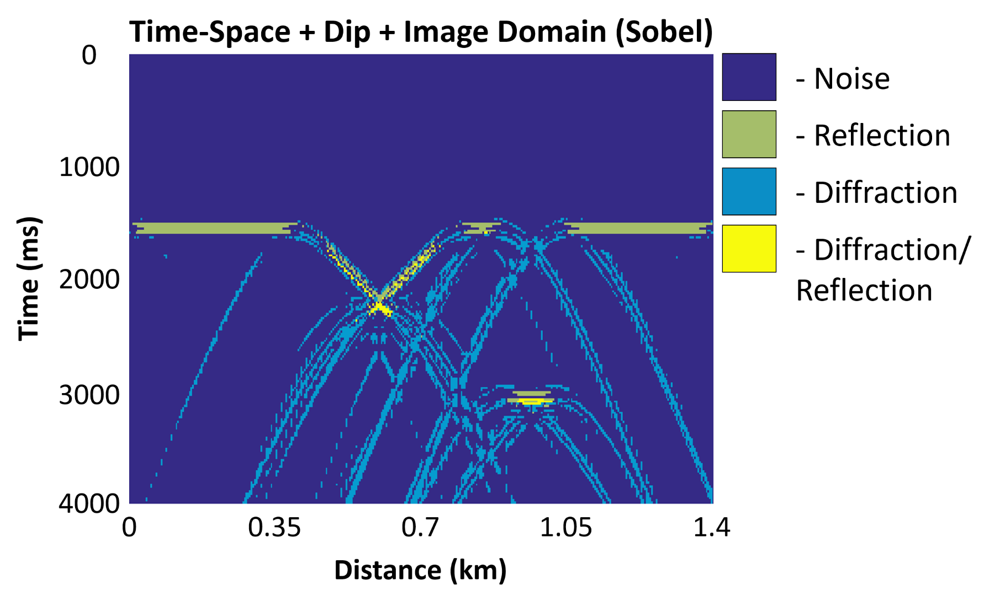 Time-Space + Dip + Image Domain (Sobel)
0
1000
2000
3000
4000
Time (ms)
0 0.35 0.7 1.05 1.4
Distance (km)
- Noise
- Reflection
- Diffraction
- Diffraction/
Reflection